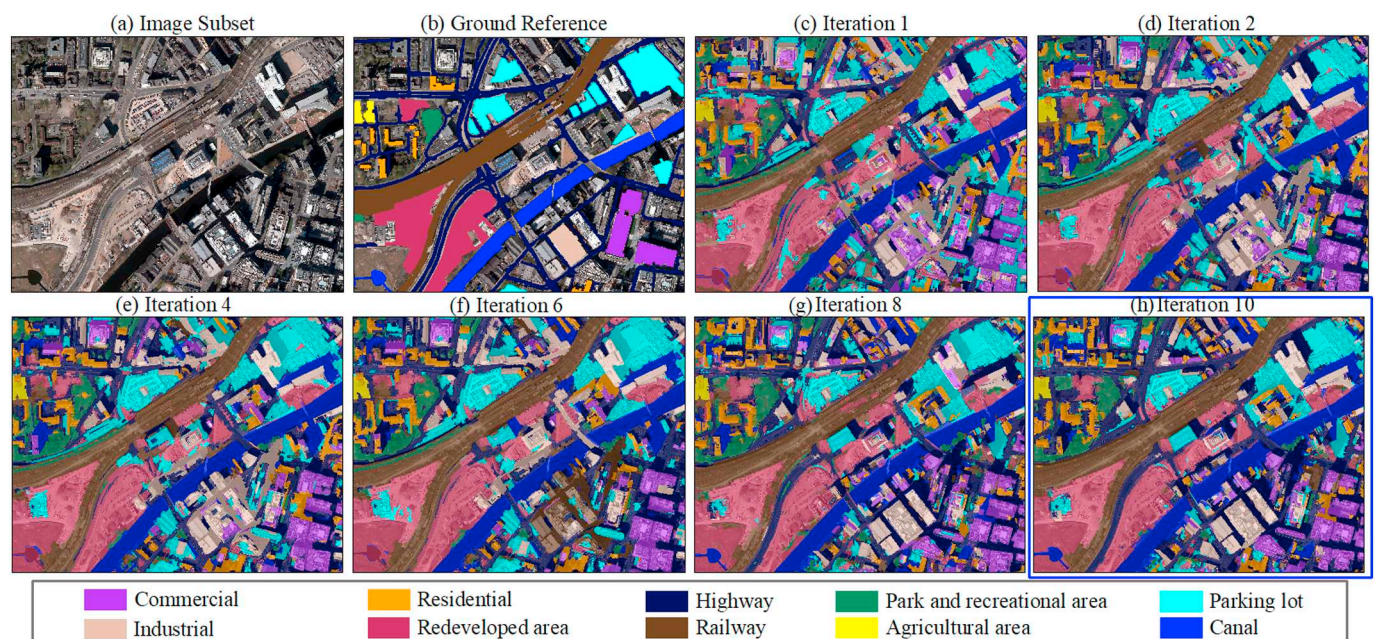 (a) Image Subset
(b) Ground Reference
(c) Iteration 1
(d) Iteration 2
(e) Iteration 4
(f) Iteration 6
(g) Iteration 8
(h) Iteration 10
Commercial
Residential
Highway
Park and recreational area
Parking lot
Industrial
Redeveloped area
Railway
Agricultural area
Canal